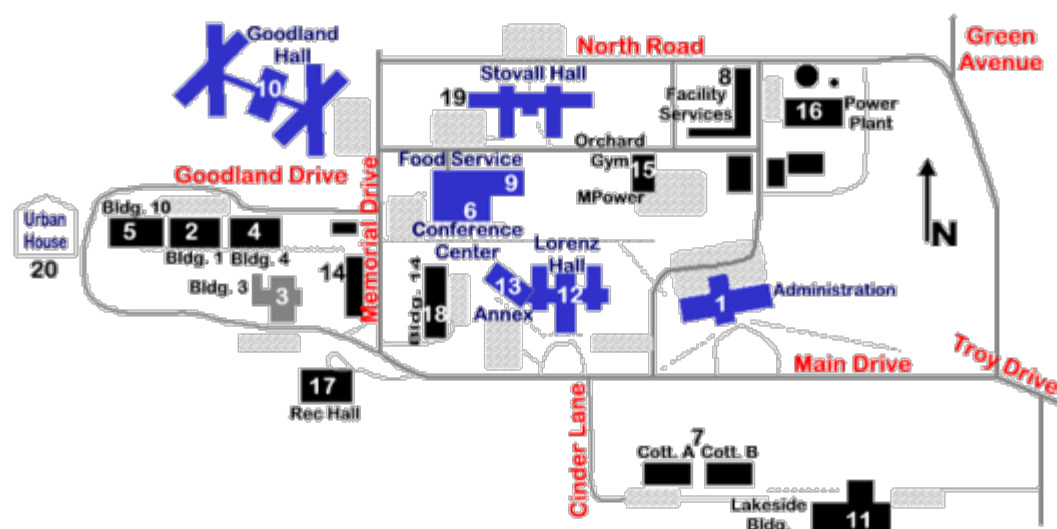 Goodland
Hall
10
North Road
Green
Avenue
Stovall Hall
19
8
Facility
Services
16
Power
Plant
Orchard
Gym
15
MPower
Food Service
9
6
Conference
Center
Goodland Drive
Memorial Drive
Urban
House
20
Bldg. 10
5
2
4
Bldg. 1
Bldg. 4
Bldg. 3
3
14
Bldg. 14
18
13
Annex
Lorenz
Hall
12
1
Administration
N
Main Drive
Troy Drive
17
Rec Hall
Cinder Lane
7
Cott. A
Cott. B
Lakeside
Bldg.
11